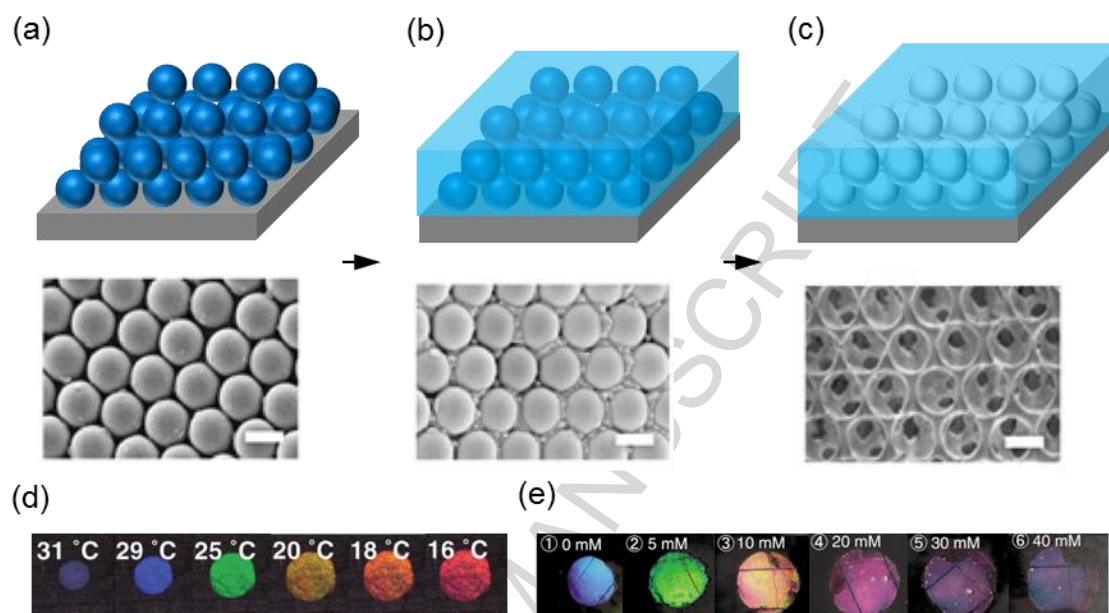 (a)
(b)
(c)
(d)
(e)
31 °C 29 °C 25 °C 20 °C 18 °C 16 °C
① 0 mM ② 5 mM ③ 10 mM ④ 20 mM ⑤ 30 mM ⑥ 40 mM
MANUSCRIPT